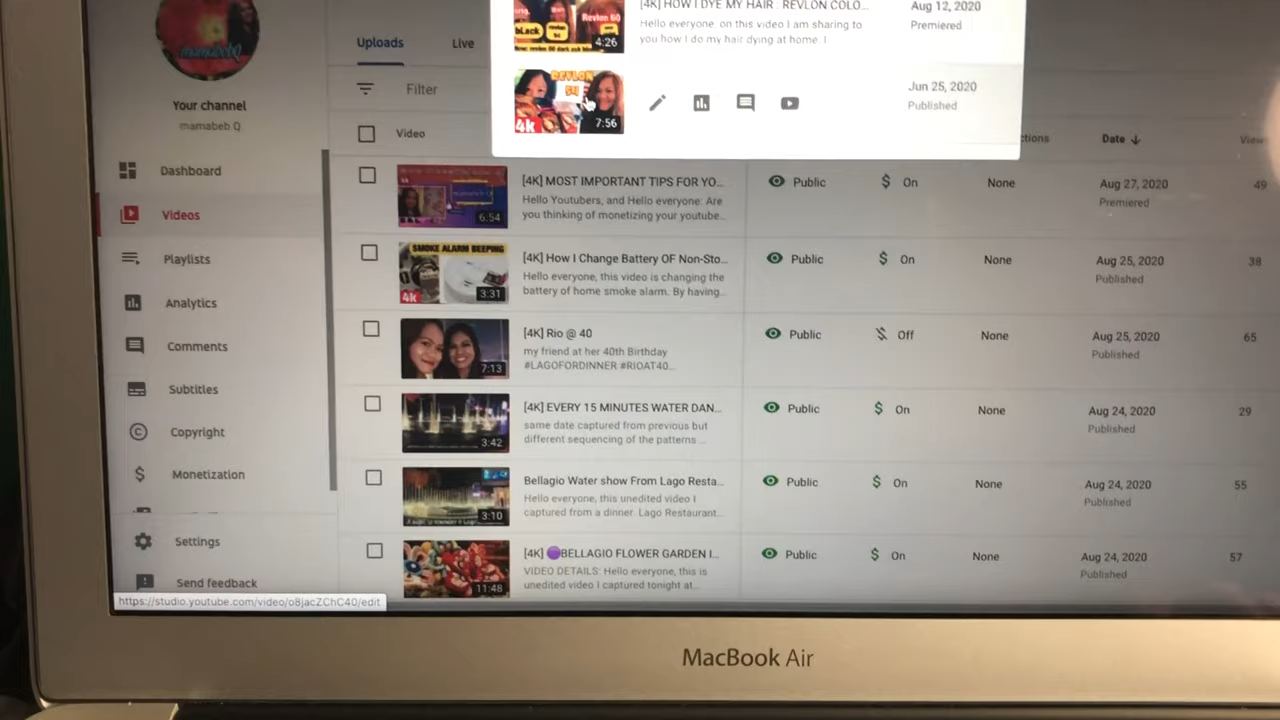 [4K] HOW I DYE MY HAIR : REVLON COLO...
Hello everyone, on this video I am sharing to
you how I do my hair dying at home. I
Aug 12, 2020
Premiered
bLack
Revlon 60
4:26
REVLON
54
4k
7:56
Jun 25, 2020
Published
mamabebQ
Your channel
mamabeb Q
Dashboard
Videos
Playlists
Analytics
Comments
Subtitles
Copyright
Monetization
Settings
Send feedback
https://studio.youtube.com/video/o8jacZChC40/edit
Uploads
Live
Filter
Video
ctions
Date
View
6:54
[4K] MOST IMPORTANT TIPS FOR YO...
Hello Youtubers, and Hello everyone: Are
you thinking of monetizing your youtube...
Public
On
None
Aug 27, 2020
Premiered
49
SMOKE ALARM BEEPING
4k
3:31
[4K] How I Change Battery OF Non-Sto...
Hello everyone, this video is changing the
battery of home smoke alarm. By having...
Public
On
None
Aug 25, 2020
Published
38
7:13
[4K] Rio @ 40
my friend at her 40th Birthday
#LAGOFORDINNER #RIOAT40...
Public
Off
None
Aug 25, 2020
Published
65
3:42
[4K] EVERY 15 MINUTES WATER DAN...
same date captured from previous but
different sequencing of the patterns ...
Public
On
None
Aug 24, 2020
Published
29
3:10
Bellagio Water show From Lago Resta...
Hello everyone, this unedited video I
captured from a dinner. Lago Restaurant...
Public
On
None
Aug 24, 2020
Published
55
11:48
[4K] 🟣BELLAGIO FLOWER GARDEN I...
VIDEO DETAILS: Hello everyone, this is
unedited video I captured tonight at...
Public
On
None
Aug 24, 2020
Published
57
MacBook Air